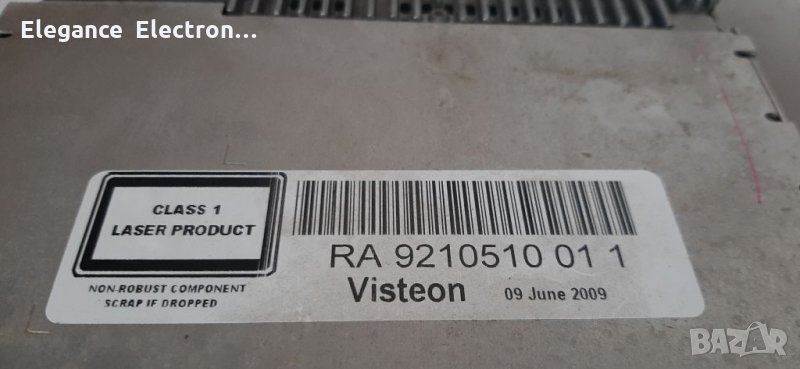 Elegance Electron...
CLASS 1
LASER PRODUCT
NON-ROBUST COMPONENT
SCRAP IF DROPPED
RA 9210510 01 1
Visteon 09 June 2009
BAZAR